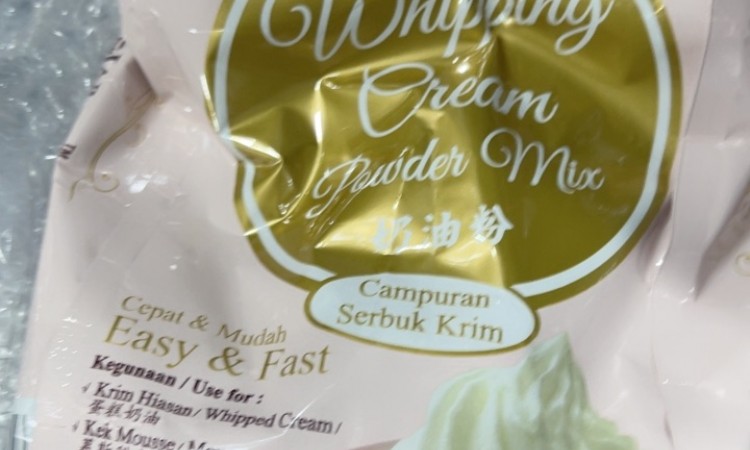 Whipping
Cream
Powder Mix
奶油粉
Campuran
Serbuk Krim
Cepat & Mudah
Easy & Fast
Kegunaan / Use for :
√ Krim Hiasan / Whipped Cream /
蛋糕奶油
√ Kek Mousse /